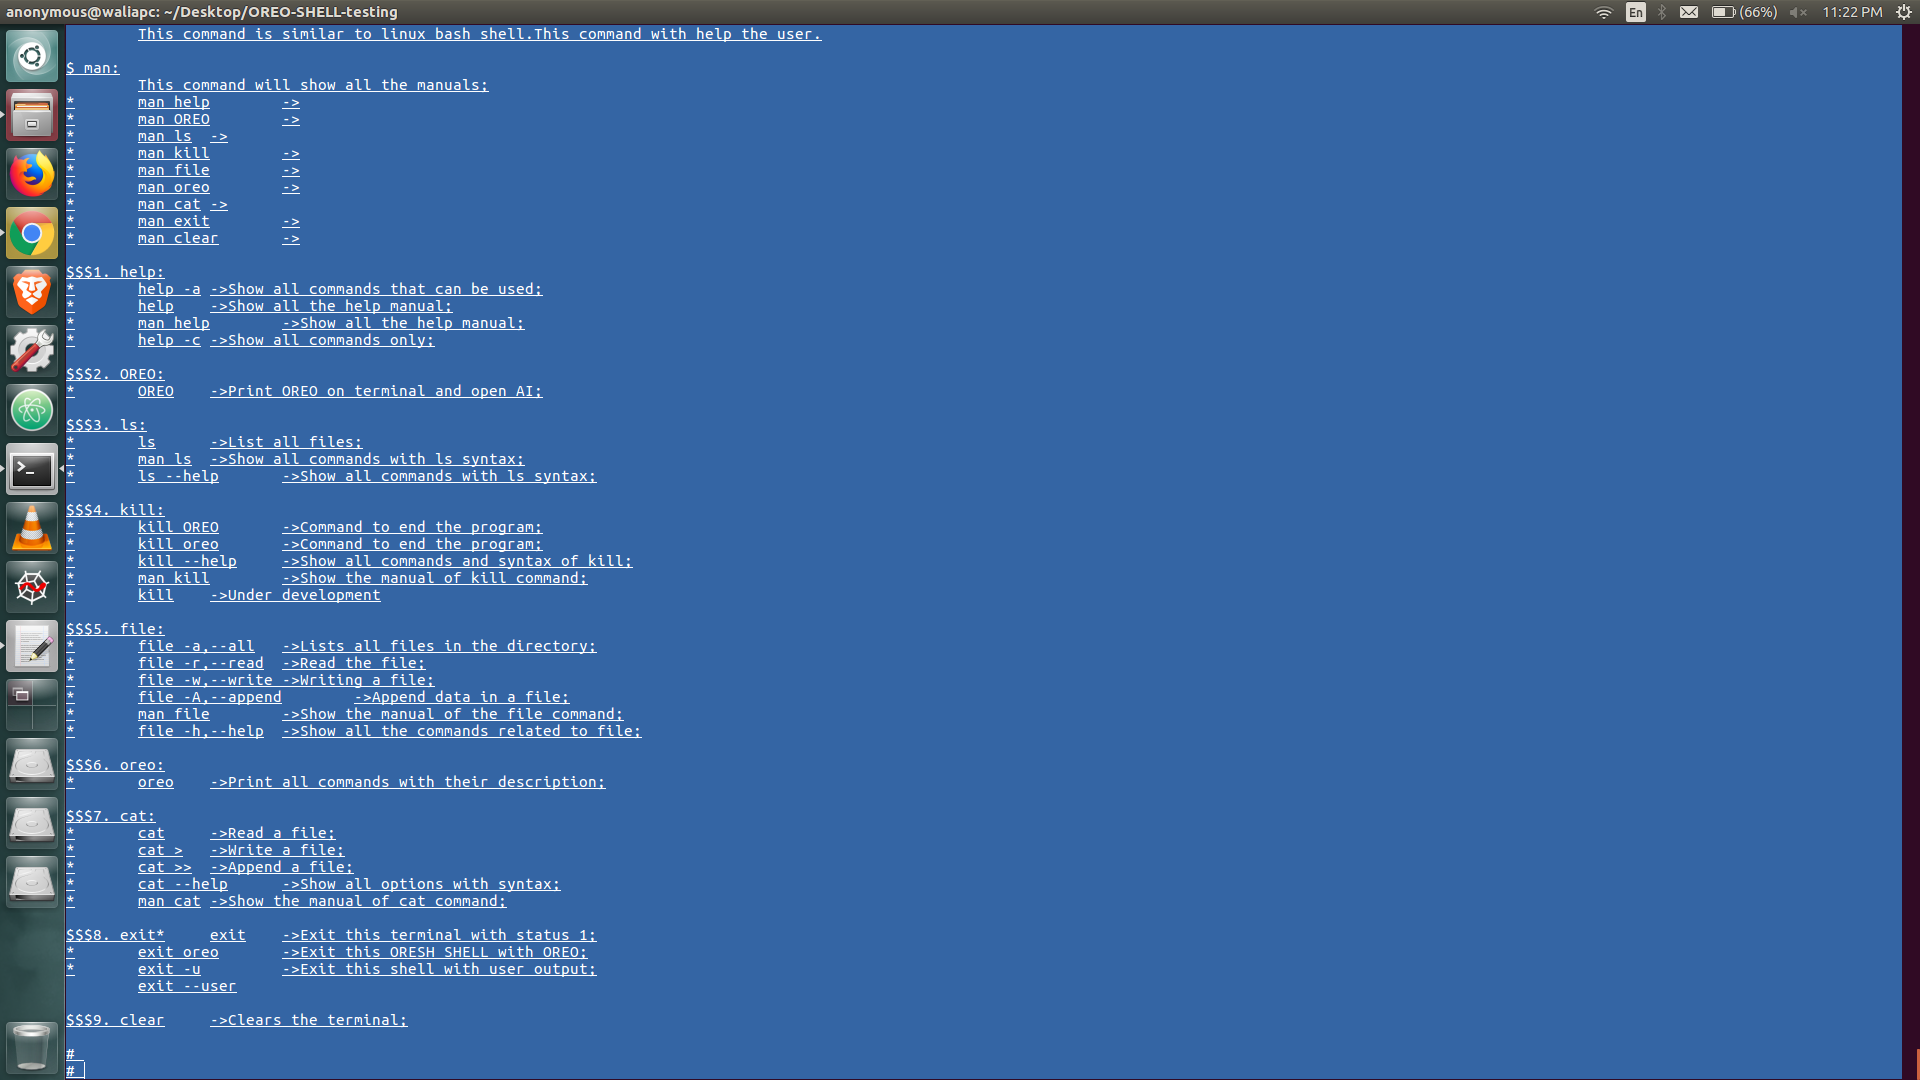 anonymous@waliapc: ~/Desktop/OREO-SHELL-testing
En (66%) 11:22 PM
This command is similar to linux bash shell.This command with help the user.
$ man:
This command will show all the manuals;
* man help ->
* man OREO ->
* man ls ->
* man kill ->
* man file ->
* man oreo ->
* man cat ->
* man exit ->
* man clear ->
$$$1. help:
* help -a ->Show all commands that can be used;
* help ->Show all the help manual;
* man help ->Show all the help manual;
* help -c ->Show all commands only;
$$$2. OREO:
* OREO ->Print OREO on terminal and open AI;
$$$3. ls:
* ls ->List all files;
* man ls ->Show all commands with ls syntax;
* ls --help ->Show all commands with ls syntax;
$$$4. kill:
* kill OREO ->Command to end the program;
* kill oreo ->Command to end the program;
* kill --help ->Show all commands and syntax of kill;
* man kill ->Show the manual of kill command;
* kill ->Under development
$$$5. file:
* file -a,--all ->Lists all files in the directory;
* file -r,--read ->Read the file;
* file -w,--write ->Writing a file;
* file -A,--append ->Append data in a file;
* man file ->Show the manual of the file command;
* file -h,--help ->Show all the commands related to file;
$$$6. oreo:
* oreo ->Print all commands with their description;
$$$7. cat:
* cat ->Read a file;
* cat > ->Write a file;
* cat >> ->Append a file;
* cat --help ->Show all options with syntax;
* man cat ->Show the manual of cat command;
$$$8. exit* exit ->Exit this terminal with status 1;
* exit oreo ->Exit this ORESH SHELL with OREO;
* exit -u ->Exit this shell with user output;
exit --user
$$$9. clear ->Clears the terminal;
#
#